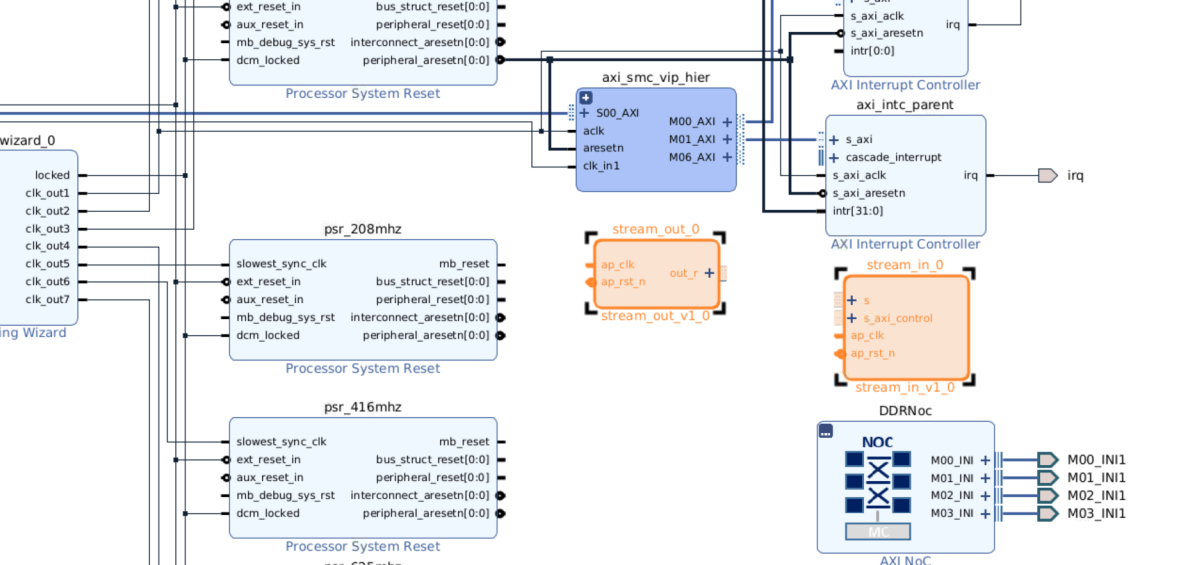 ext_reset_in
aux_reset_in
mb_debug_sys_rst
dcm_locked
bus_struct_reset[0:0]
peripheral_reset[0:0]
interconnect_aresetn[0:0]
peripheral_aresetn[0:0]
Processor System Reset
s_axi_aclk
s_axi_aresetn
intr[0:0]
irq
AXI Interrupt Controller
axi_smc_vip_hier
S00_AXI
aclk
aresetn
clk_in1
M00_AXI
M01_AXI
M06_AXI
axi_intc_parent
s_axi
cascade_interrupt
s_axi_aclk
s_axi_aresetn
intr[31:0]
irq
irq
AXI Interrupt Controller
wizard_0
locked
clk_out1
clk_out2
clk_out3
clk_out4
clk_out5
clk_out6
clk_out7
ing Wizard
psr_208mhz
slowest_sync_clk
ext_reset_in
aux_reset_in
mb_debug_sys_rst
dcm_locked
mb_reset
bus_struct_reset[0:0]
peripheral_reset[0:0]
interconnect_aresetn[0:0]
peripheral_aresetn[0:0]
Processor System Reset
stream_out_0
ap_clk
ap_rst_n
out_r
stream_out_v1_0
stream_in_0
s
s_axi_control
ap_clk
ap_rst_n
stream_in_v1_0
psr_416mhz
slowest_sync_clk
ext_reset_in
aux_reset_in
mb_debug_sys_rst
dcm_locked
mb_reset
bus_struct_reset[0:0]
peripheral_reset[0:0]
interconnect_aresetn[0:0]
peripheral_aresetn[0:0]
Processor System Reset
DDRNoc
NOC
MC
M00_INI
M01_INI
M02_INI
M03_INI
M00_INI1
M01_INI1
M02_INI1
M03_INI1
AXI NoC